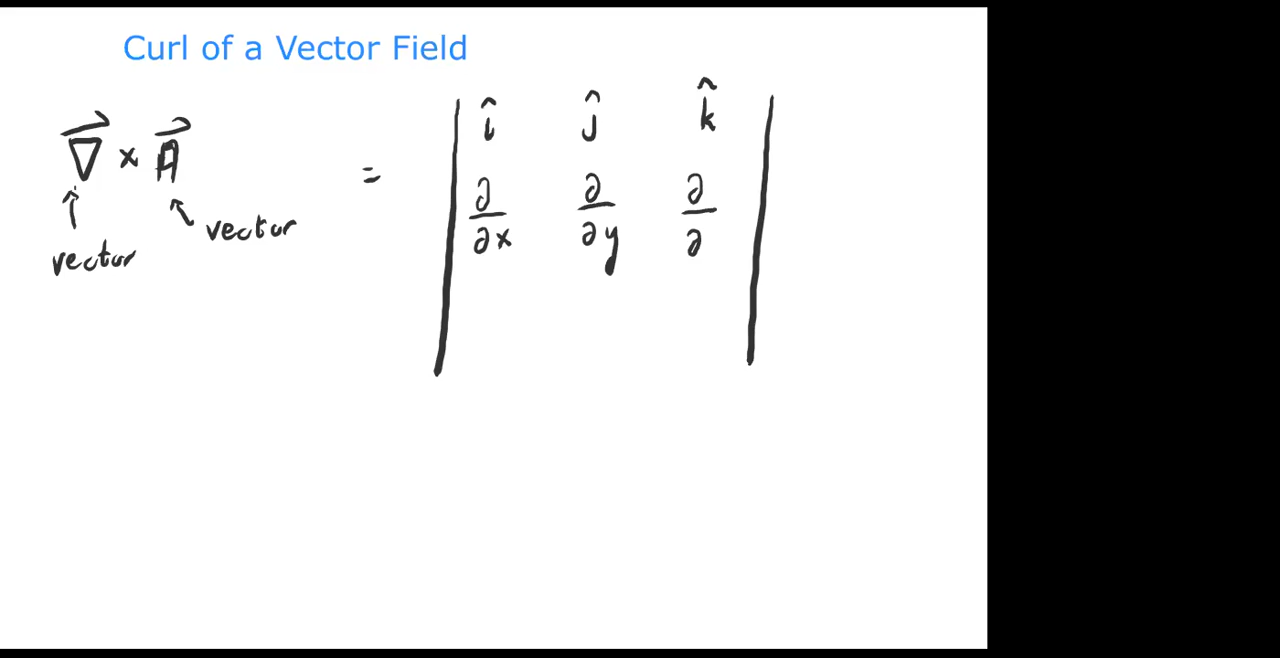 Curl of a Vector Field
∇⃗ × A⃗ = | î ĵ k̂ |
| ∂/∂x ∂/∂y ∂/∂ |
vector
vector